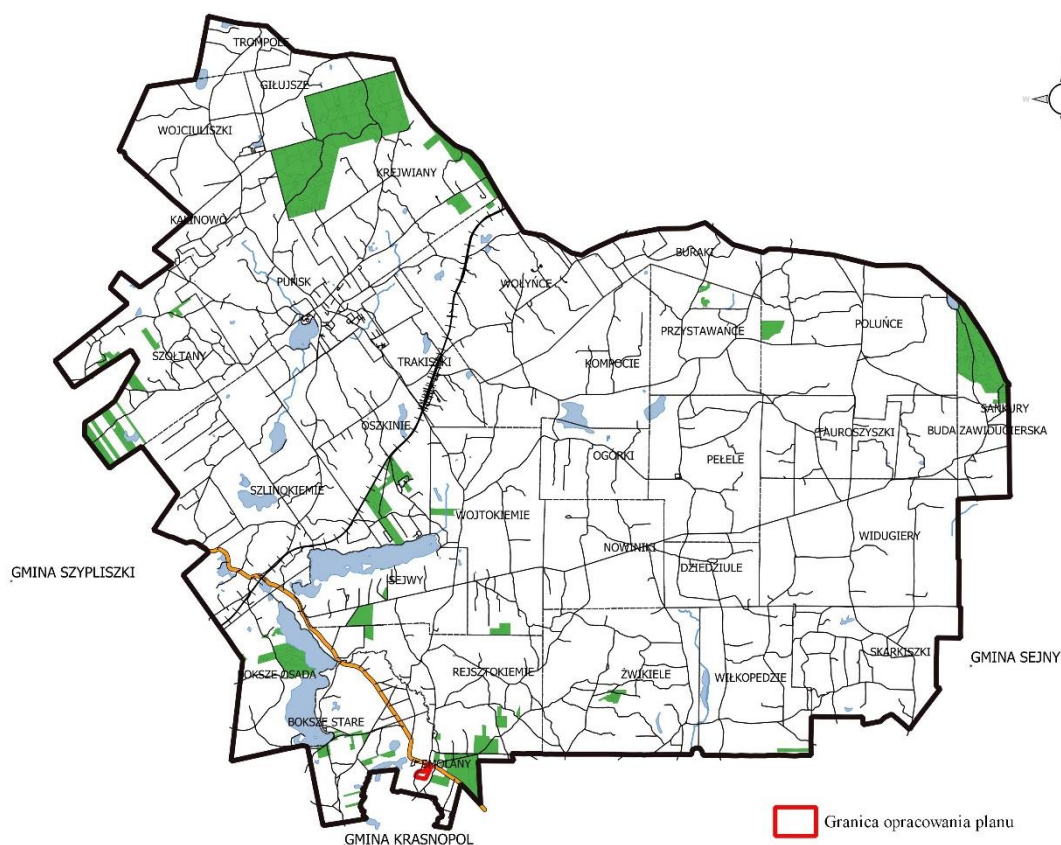 TROMPOLE
GIŁUJSZE
WOJCIULISZKI
W
KREJWIANY
KALINOWO
BURAKI
PUŃSK
WOŁYŃCE
PRZYSTAWAŃCE
POLUŃCE
SZOŁTANY
TRAKISZKI
KOMPOCIE
SANKURY
OSZKINIE
TAUROSZYSZKI
BUDA ZAWIDUGIERSKA
OGÓRKI
PEŁELE
SZLINOKIEMIE
WOJTOKIEMIE
WIDUGIERY
NOWINIKI
GMINA SZYPLISZKI
DZIEDZIULE
SEJWY
SKARKISZKI
GMINA SEJNY
BOKSZE OSADA
REJSZTOKIEMIE
ŻWIKIELE
WIŁKOPEDZIE
BOKSZE STARE
SMOLANY
Granica opracowania planu
GMINA KRASNOPOL